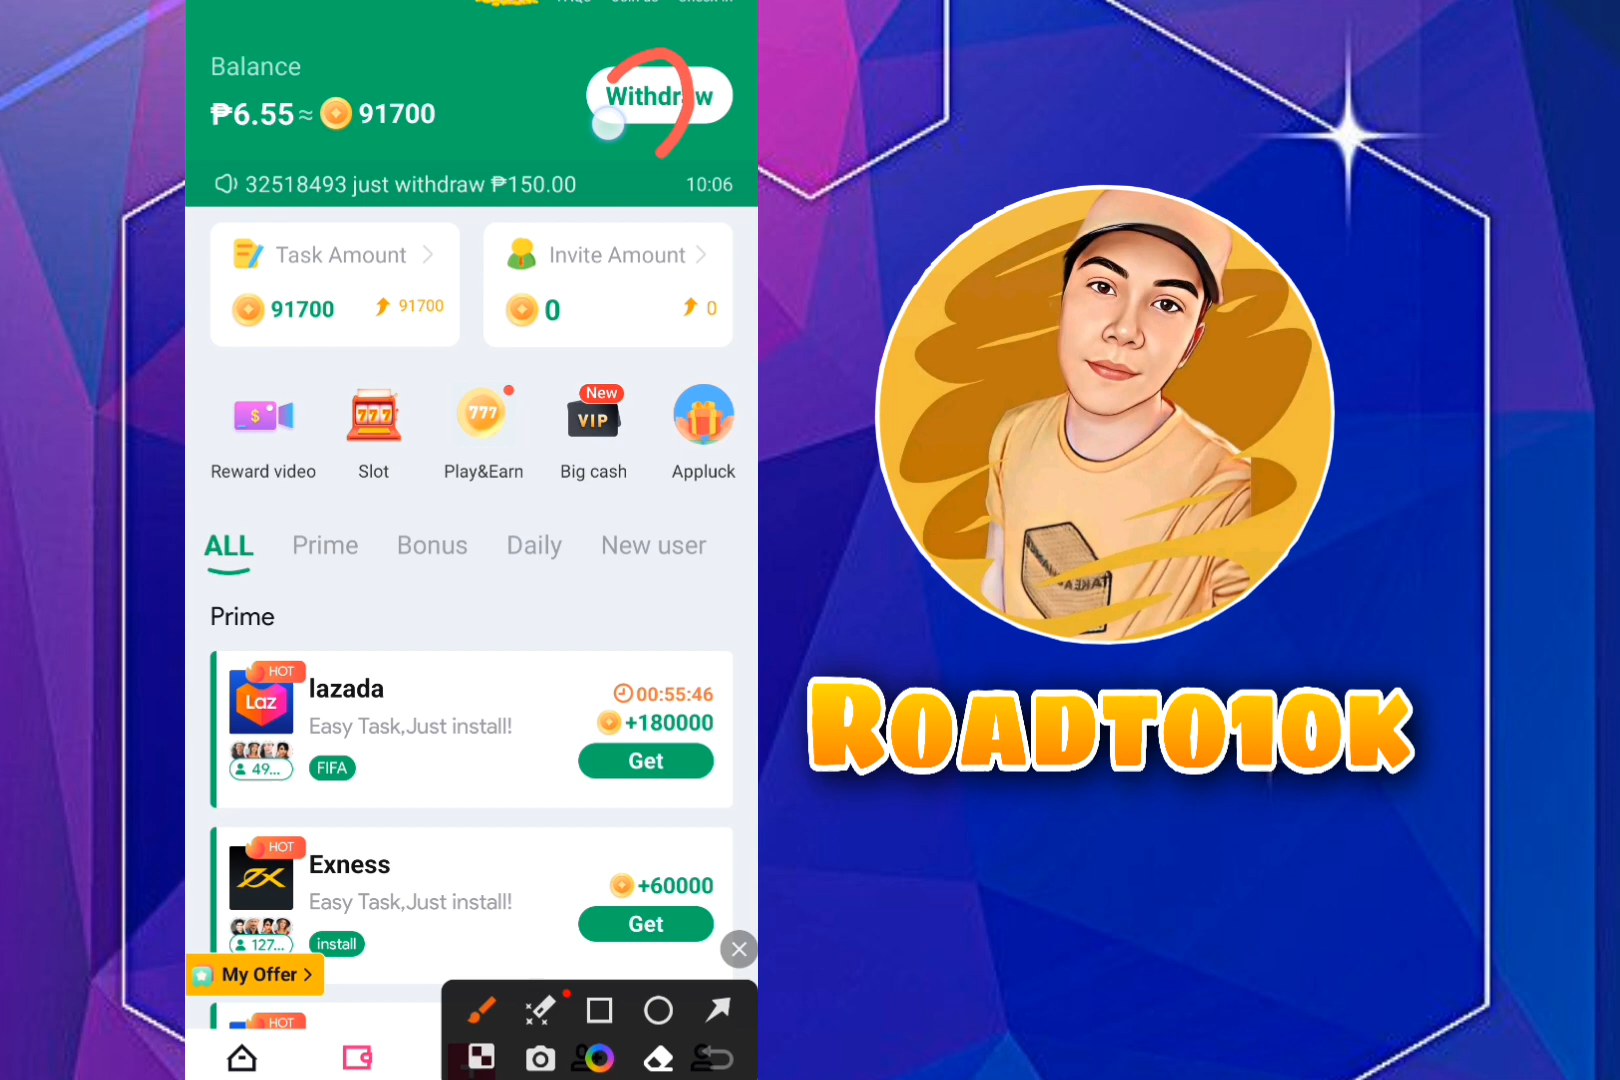 Balance
₱6.55 ≈ 91700
Withdraw
32518493 just withdraw ₱150.00 10:06
Task Amount
91700 91700
Invite Amount
0 0
New
777 777 VIP
Reward video Slot Play&Earn Big cash Appluck
ALL Prime Bonus Daily New user
Prime
HOT
Laz
lazada
00:55:46
Easy Task,Just install!
+180000
49...
FIFA
Get
HOT
Exness
Easy Task,Just install!
+60000
127...
install
Get
My Offer
HOT
ROADTO10K